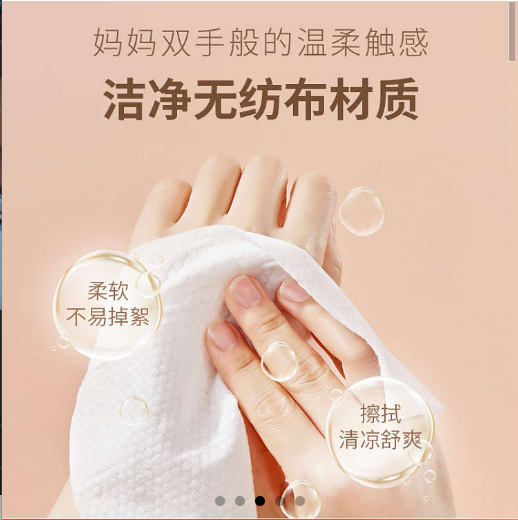 妈妈双手般的温柔触感
洁净无纺布材质
柔软
不易掉絮
擦拭
清凉舒爽